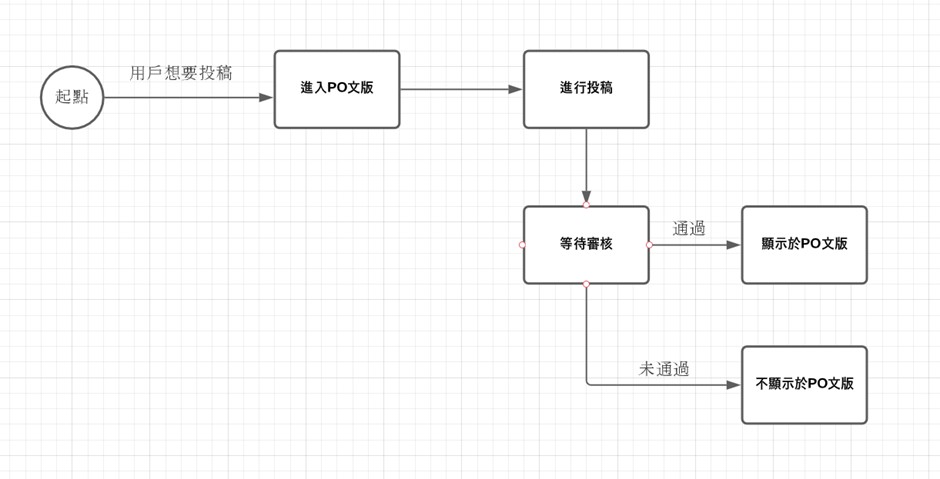 用戶想要投稿
起點
進入PO文版
進行投稿
等待審核
通過
顯示於PO文版
未通過
不顯示於PO文版